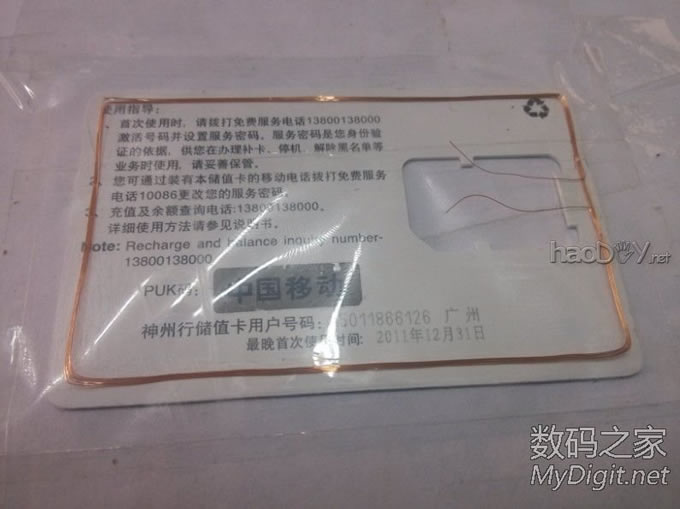 使用指导:
首次使用时, 请拨打免费服务电话13800138000
激活号码并设置服务密码。服务密码是您身份验
证的依据, 供您在办理补卡、停机、解除黑名单等
业务时使用, 请妥善保管。
2、您可通过装有本储值卡的移动电话拨打免费服务
电话10086更改您的服务密码。
3、充值及余额查询电话:13800138000。
详细使用方法请参见说明书。
Note: Recharge and balance inquiry number-
13800138000
PUK码: 中国移动
神州行储值卡用户号码: 5011866126 广州
最晚首次使用时间: 2011年12月31日
haoDIY.net
数码之家
MyDigit.net